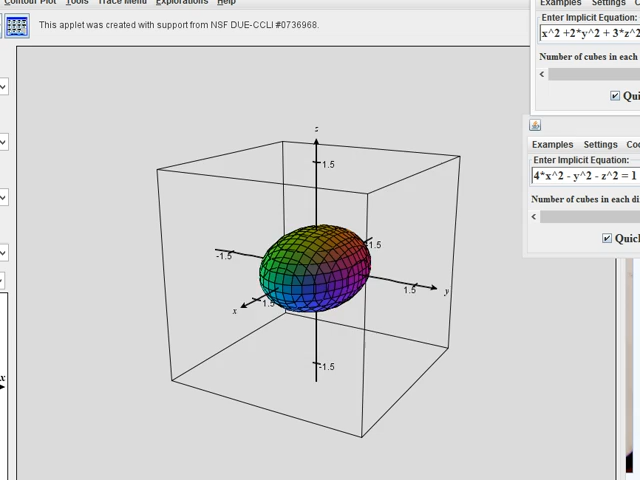 Contour Plot Tools Trace Menu Explorations Help
This applet was created with support from NSF DUE-CCLI #0736968.
Examples Settings
Enter Implicit Equation:
x^2 +2*y^2 + 3*z^2
Number of cubes in each
Examples Settings
Enter Implicit Equation:
4*x^2 - y^2 - z^2 = 1
Number of cubes in each
z
1.5
-1.5
1.5
1.5
y
x
1.5
-1.5
x